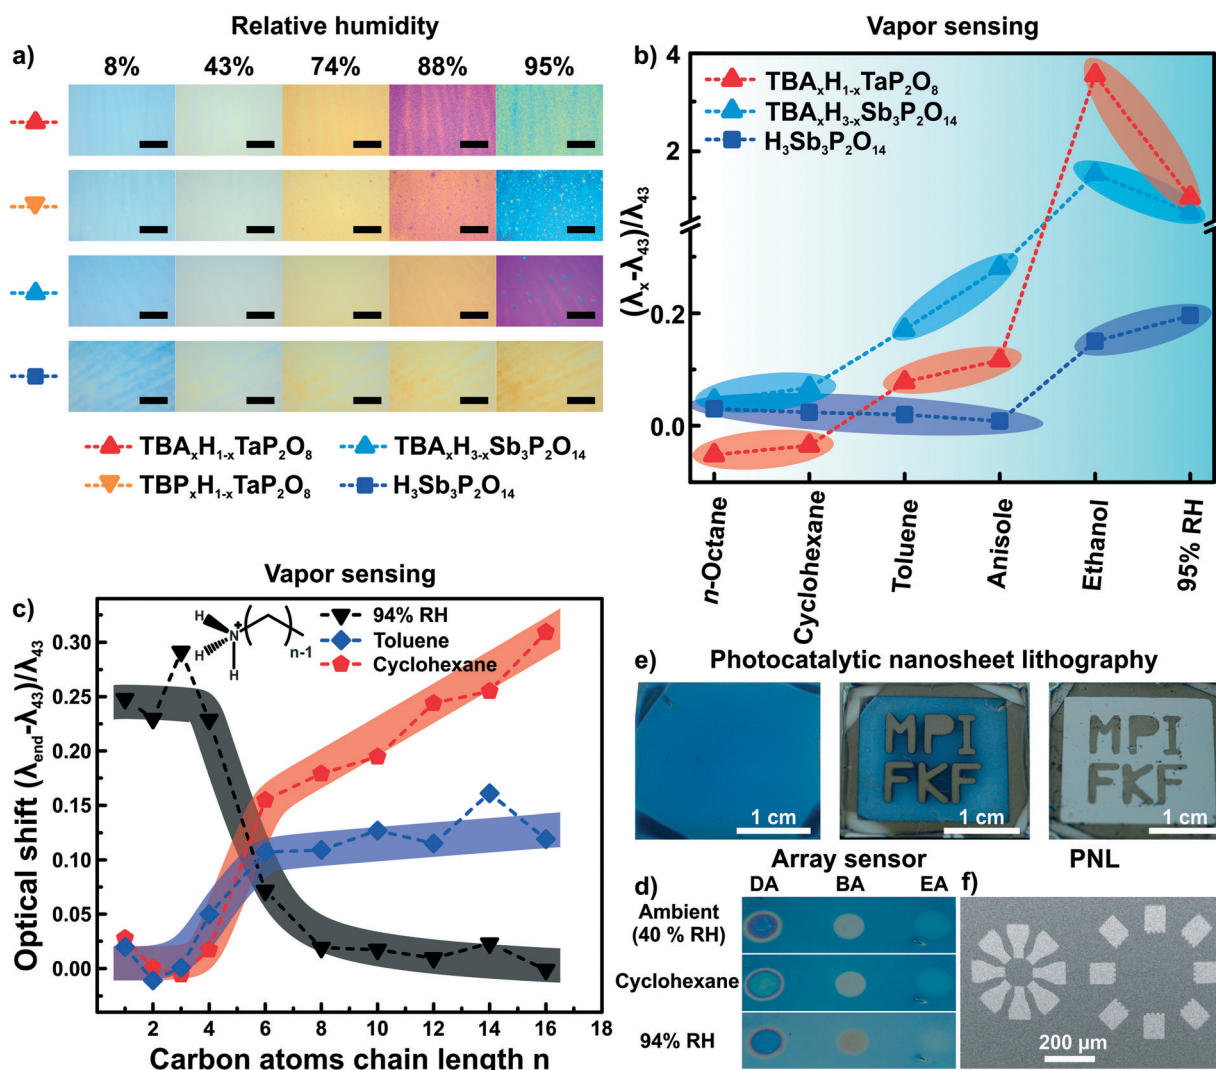 Relative humidity
a)
8% 43% 74% 88% 95%
TBAₓH₁₋ₓTaP₂O₈
TBPₓH₁₋ₓTaP₂O₈
TBAₓH₃₋ₓSb₃P₂O₁₄
H₃Sb₃P₂O₁₄
Vapor sensing
b)
TBAₓH₁₋ₓTaP₂O₈
TBAₓH₃₋ₓSb₃P₂O₁₄
H₃Sb₃P₂O₁₄
(λₓ-λ₄₃)/λ₄₃
4
2
0.2
0.0
n-Octane
Cyclohexane
Toluene
Anisole
Ethanol
95% RH
Vapor sensing
c)
94% RH
Toluene
Cyclohexane
H
H
N
+
H
n-1
Optical shift (λend-λ₄₃)/λ₄₃
0.30
0.25
0.20
0.15
0.10
0.05
0.00
2 4 6 8 10 12 14 16 18
Carbon atoms chain length n
e)
Photocatalytic nanosheet lithography
1 cm
MPI
FKF
1 cm
MPI
FKF
1 cm
Array sensor
d)
DA BA EA
Ambient
(40 % RH)
Cyclohexane
94% RH
PNL
f)
200 µm